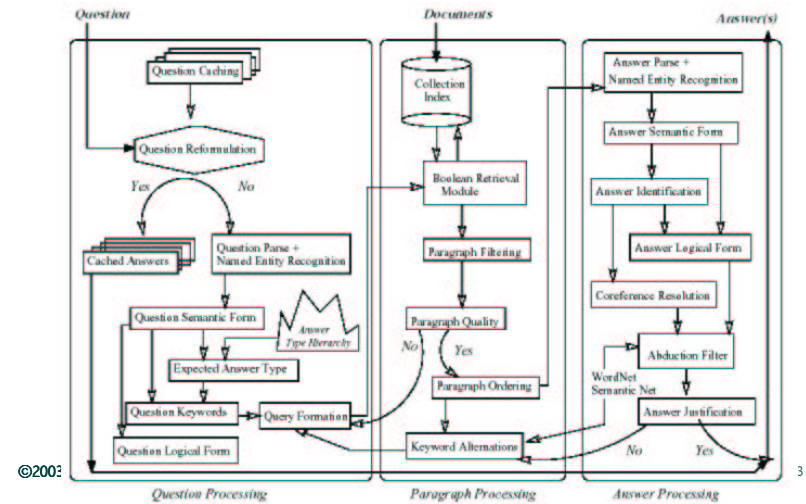 Question
Documents
Answer(s)
Question Caching
Question Reformulation
Yes
No
Cached Answers
Question Parse +
Named Entity Recognition
Question Semantic Form
Answer
Type Hierarchy
Expected Answer Type
Question Keywords
Query Formation
Question Logical Form
Question Processing
Collection
Index
Boolean Retrieval
Module
Paragraph Filtering
Paragraph Quality
No
Yes
Paragraph Ordering
Keyword Alternations
Paragraph Processing
Answer Parse +
Named Entity Recognition
Answer Semantic Form
Answer Identification
Answer Logical Form
Coreference Resolution
Abduction Filter
WordNet
Semantic Net
Answer Justification
No
Yes
Answer Processing
©2003
3